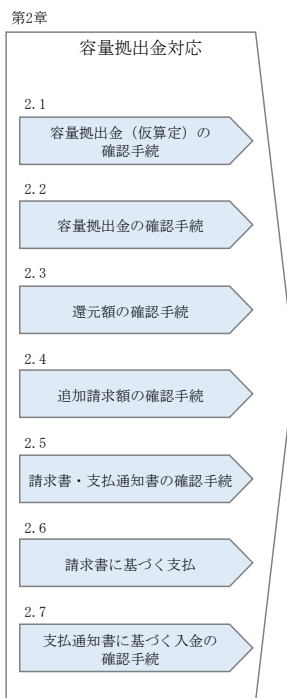 第2章
容量拠出金対応
2.1
容量拠出金（仮算定）の
確認手続
2.2
容量拠出金の確認手続
2.3
還元額の確認手続
2.4
追加請求額の確認手続
2.5
請求書・支払通知書の確認手続
2.6
請求書に基づく支払
2.7
支払通知書に基づく入金の
確認手続